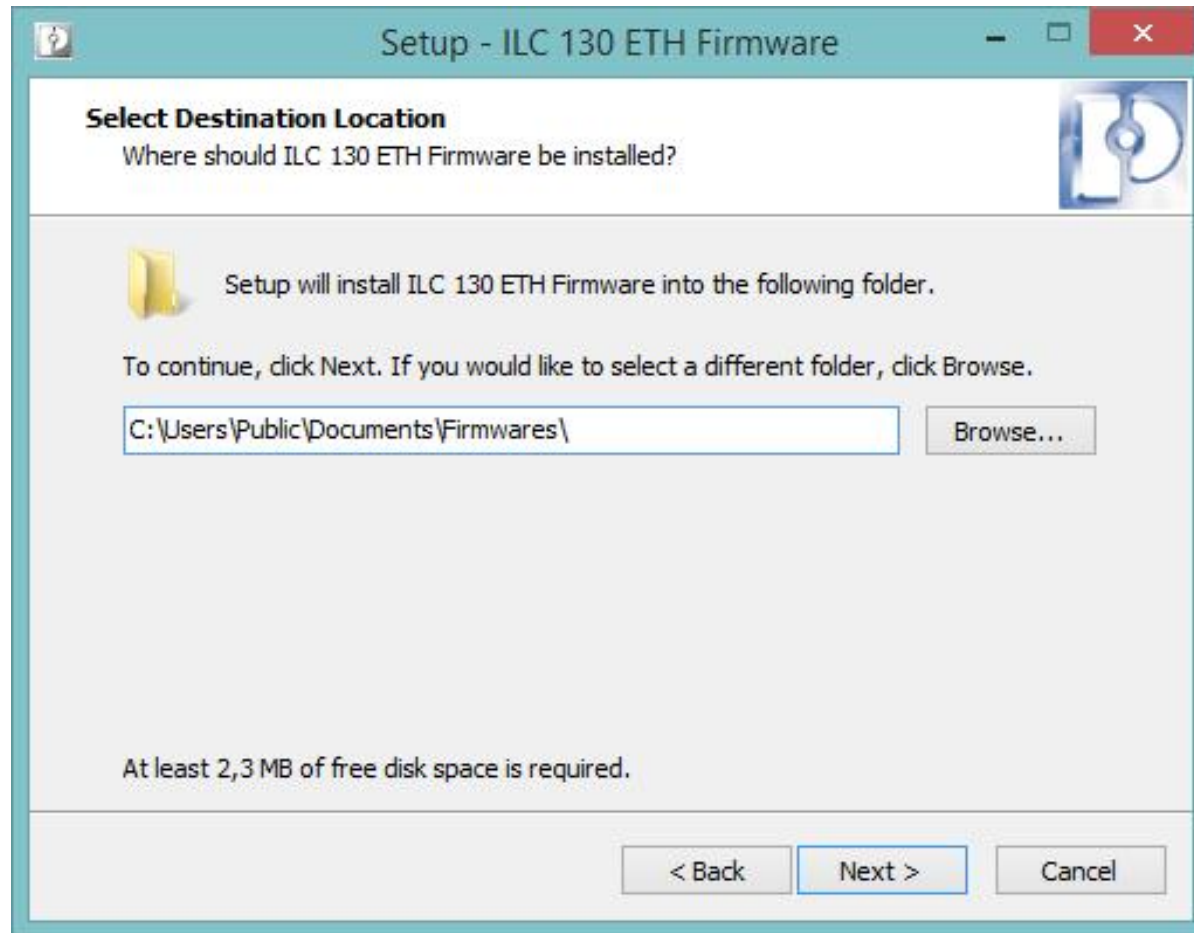 Setup - ILC 130 ETH Firmware
Select Destination Location
Where should ILC 130 ETH Firmware be installed?
Setup will install ILC 130 ETH Firmware into the following folder.
To continue, click Next. If you would like to select a different folder, click Browse.
C:\Users\Public\Documents\Firmwares\
Browse...
At least 2,3 MB of free disk space is required.
< Back
Next >
Cancel